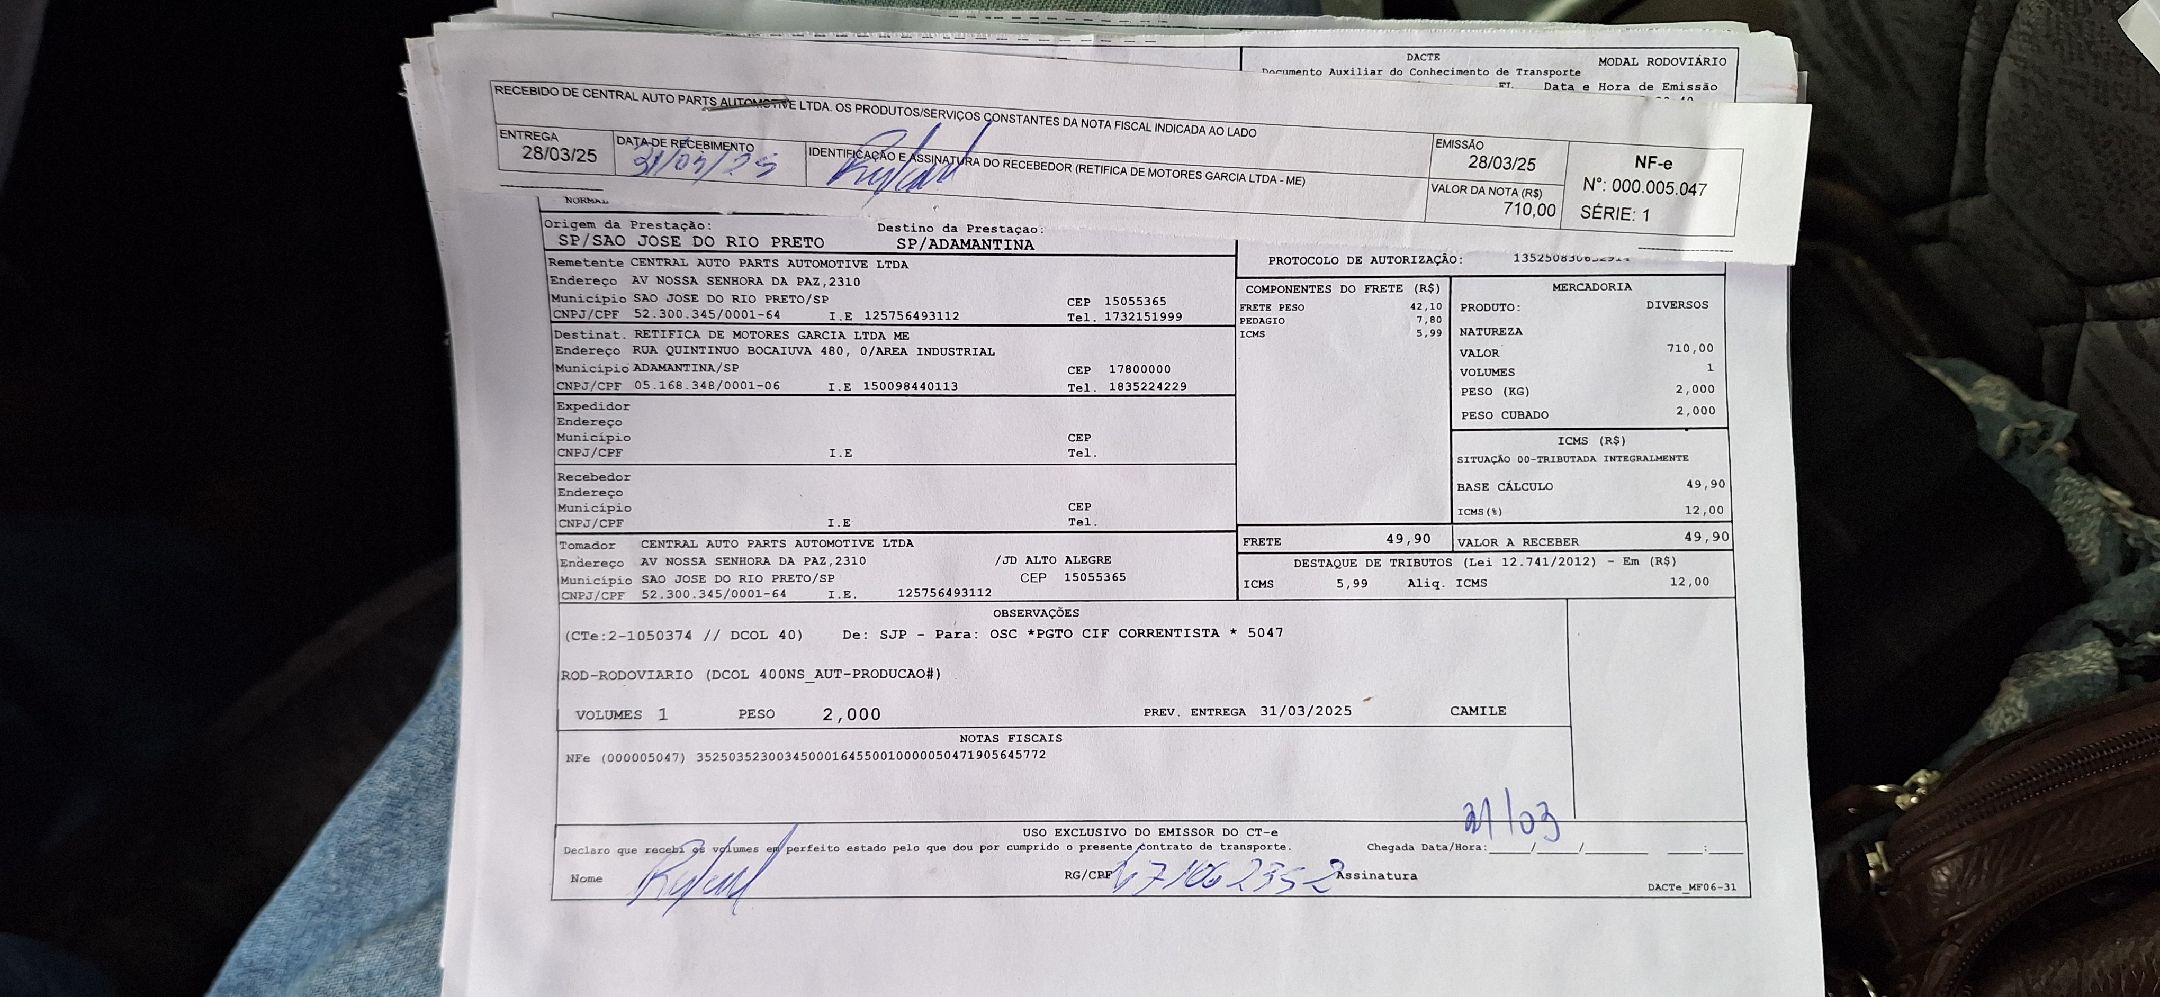 DACTE
MODAL RODOVIÁRIO
Documento Auxiliar do Conhecimento de Transporte
Data e Hora de Emissão
RECEBIDO DE CENTRAL AUTO PARTS AUTOMOTIVE LTDA. OS PRODUTOS/SERVIÇOS CONSTANTES DA NOTA FISCAL INDICADA AO LADO
ENTREGA
28/03/25
DATA DE RECEBIMENTO
31/03/25
IDENTIFICAÇÃO E ASSINATURA DO RECEBEDOR (RETIFICA DE MOTORES GARCIA LTDA - ME)
EMISSÃO
28/03/25
VALOR DA NOTA (R$)
710,00
NF-e
Nº: 000.005.047
SÉRIE: 1
NORMAL
Origem da Prestação:
SP/SAO JOSE DO RIO PRETO
Destino da Prestaçao:
SP/ADAMANTINA
PROTOCOLO DE AUTORIZAÇÃO:
Remetente CENTRAL AUTO PARTS AUTOMOTIVE LTDA
Endereço AV NOSSA SENHORA DA PAZ,2310
Município SAO JOSE DO RIO PRETO/SP CEP 15055365
CNPJ/CPF 52.300.345/0001-64 I.E 125756493112 Tel. 1732151999
Destinat. RETIFICA DE MOTORES GARCIA LTDA ME
Endereço RUA QUINTINUO BOCAIUVA 480, 0/AREA INDUSTRIAL
Município ADAMANTINA/SP CEP 17800000
CNPJ/CPF 05.168.348/0001-06 I.E 150098440113 Tel. 1835224229
Expedidor
Endereço
Município CEP
CNPJ/CPF I.E Tel.
Recebedor
Endereço
Município CEP
CNPJ/CPF I.E Tel.
Tomador CENTRAL AUTO PARTS AUTOMOTIVE LTDA
Endereço AV NOSSA SENHORA DA PAZ,2310 /JD ALTO ALEGRE
Município SAO JOSE DO RIO PRETO/SP CEP 15055365
CNPJ/CPF 52.300.345/0001-64 I.E. 125756493112
COMPONENTES DO FRETE (R$)
FRETE PESO 42,10
PEDAGIO 7,80
ICMS 5,99
FRETE 49,90
MERCADORIA
PRODUTO: DIVERSOS
NATUREZA
VALOR 710,00
VOLUMES 1
PESO (KG) 2,000
PESO CUBADO 2,000
ICMS (R$)
SITUAÇÃO 00-TRIBUTADA INTEGRALMENTE
BASE CÁLCULO 49,90
ICMS(%) 12,00
VALOR A RECEBER 49,90
DESTAQUE DE TRIBUTOS (Lei 12.741/2012) - Em (R$)
ICMS 5,99 Aliq. ICMS 12,00
OBSERVAÇÕES
(CTe:2-1050374 // DCOL 40) De: SJP - Para: OSC *PGTO CIF CORRENTISTA * 5047
ROD-RODOVIARIO (DCOL 400NS_AUT-PRODUCAO#)
VOLUMES 1 PESO 2,000 PREV. ENTREGA 31/03/2025 CAMILE
NOTAS FISCAIS
NFe (000005047) 35250352300345000164550010000050471905645772
31/03
USO EXCLUSIVO DO EMISSOR DO CT-e
Declaro que recebi os volumes em perfeito estado pelo que dou por cumprido o presente contrato de transporte.
Chegada Data/Hora:____/____/______ ____:____
Nome
RG/CPF
Assinatura
DACTe_MF06-31